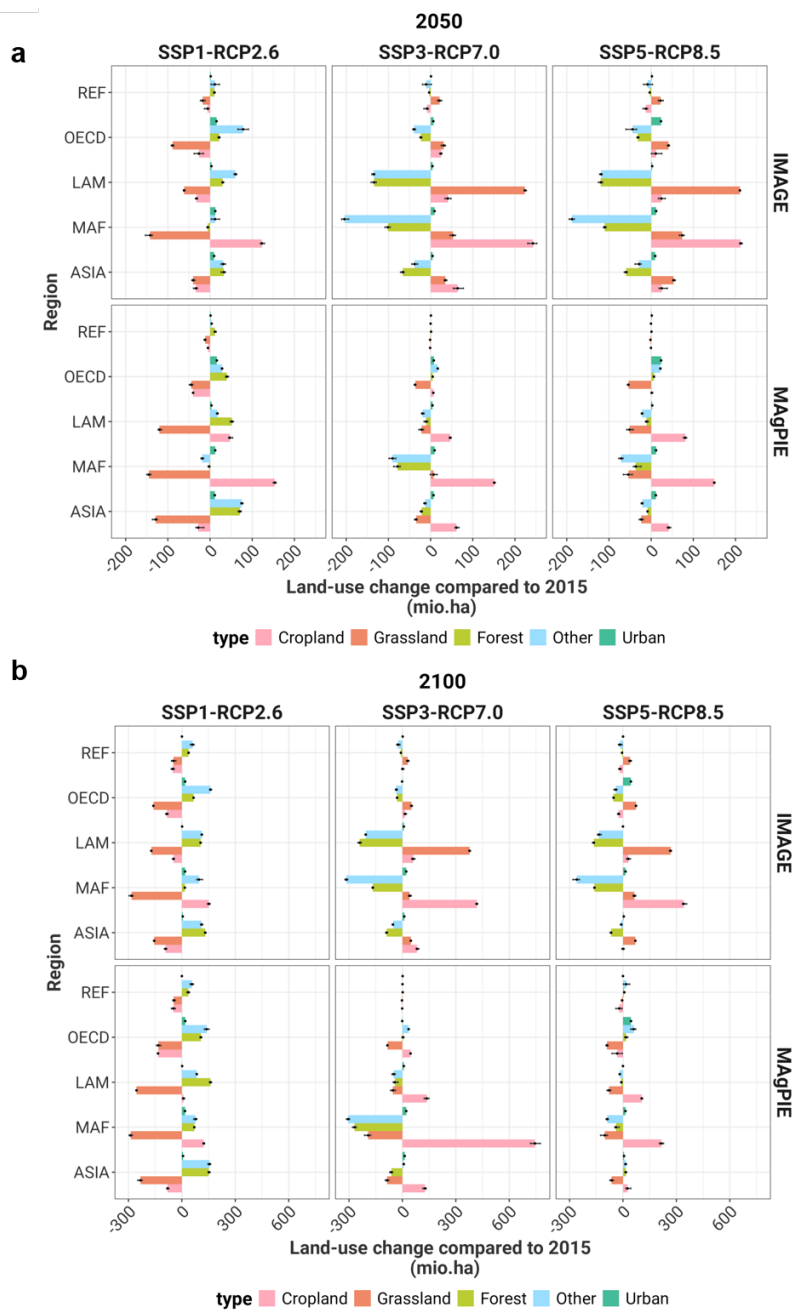 a
2050
SSP1-RCP2.6 SSP3-RCP7.0 SSP5-RCP8.5
REF
OECD
LAM
MAF
ASIA
IMAGE
REF
OECD
LAM
MAF
ASIA
MAgPIE
Region
-200 -100 0 100 200 -200 -100 0 100 200 -200 -100 0 100 200
Land-use change compared to 2015
(mio.ha)
type Cropland Grassland Forest Other Urban
b
2100
SSP1-RCP2.6 SSP3-RCP7.0 SSP5-RCP8.5
REF
OECD
LAM
MAF
ASIA
IMAGE
REF
OECD
LAM
MAF
ASIA
MAgPIE
Region
-300 0 300 600 -300 0 300 600 -300 0 300 600
Land-use change compared to 2015
(mio.ha)
type Cropland Grassland Forest Other Urban